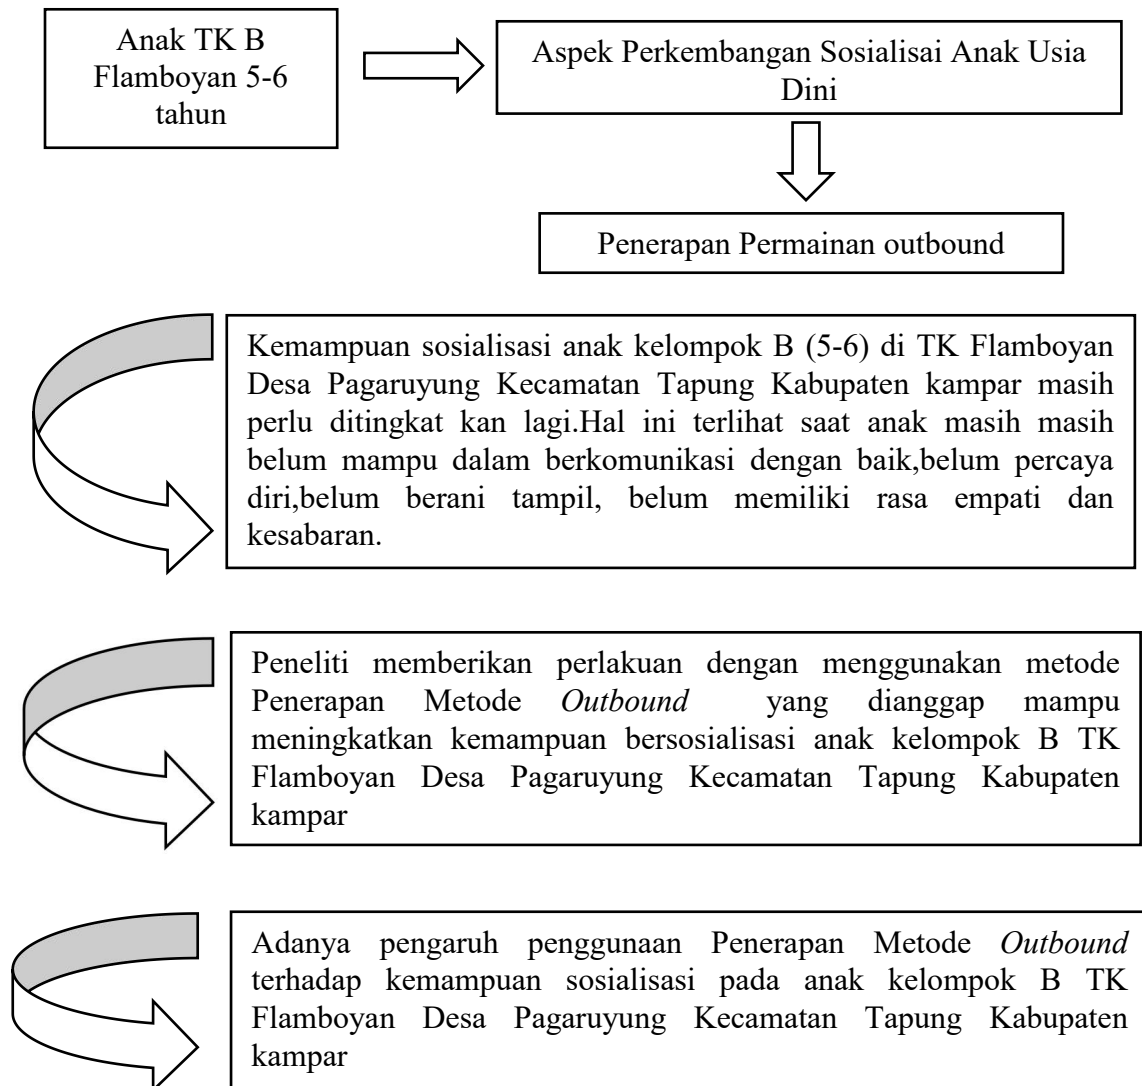 Anak TK B
Flamboyan 5-6
tahun
Aspek Perkembangan Sosialisai Anak Usia
Dini
Penerapan Permainan outbound
Kemampuan sosialisasi anak kelompok B (5-6) di TK Flamboyan
Desa Pagaruyung Kecamatan Tapung Kabupaten kampar masih
perlu ditingkat kan lagi.Hal ini terlihat saat anak masih masih
belum mampu dalam berkomunikasi dengan baik,belum percaya
diri,belum berani tampil, belum memiliki rasa empati dan
kesabaran.
Peneliti memberikan perlakuan dengan menggunakan metode
Penerapan Metode Outbound yang dianggap mampu
meningkatkan kemampuan bersosialisasi anak kelompok B TK
Flamboyan Desa Pagaruyung Kecamatan Tapung Kabupaten
kampar
Adanya pengaruh penggunaan Penerapan Metode Outbound
terhadap kemampuan sosialisasi pada anak kelompok B TK
Flamboyan Desa Pagaruyung Kecamatan Tapung Kabupaten
kampar